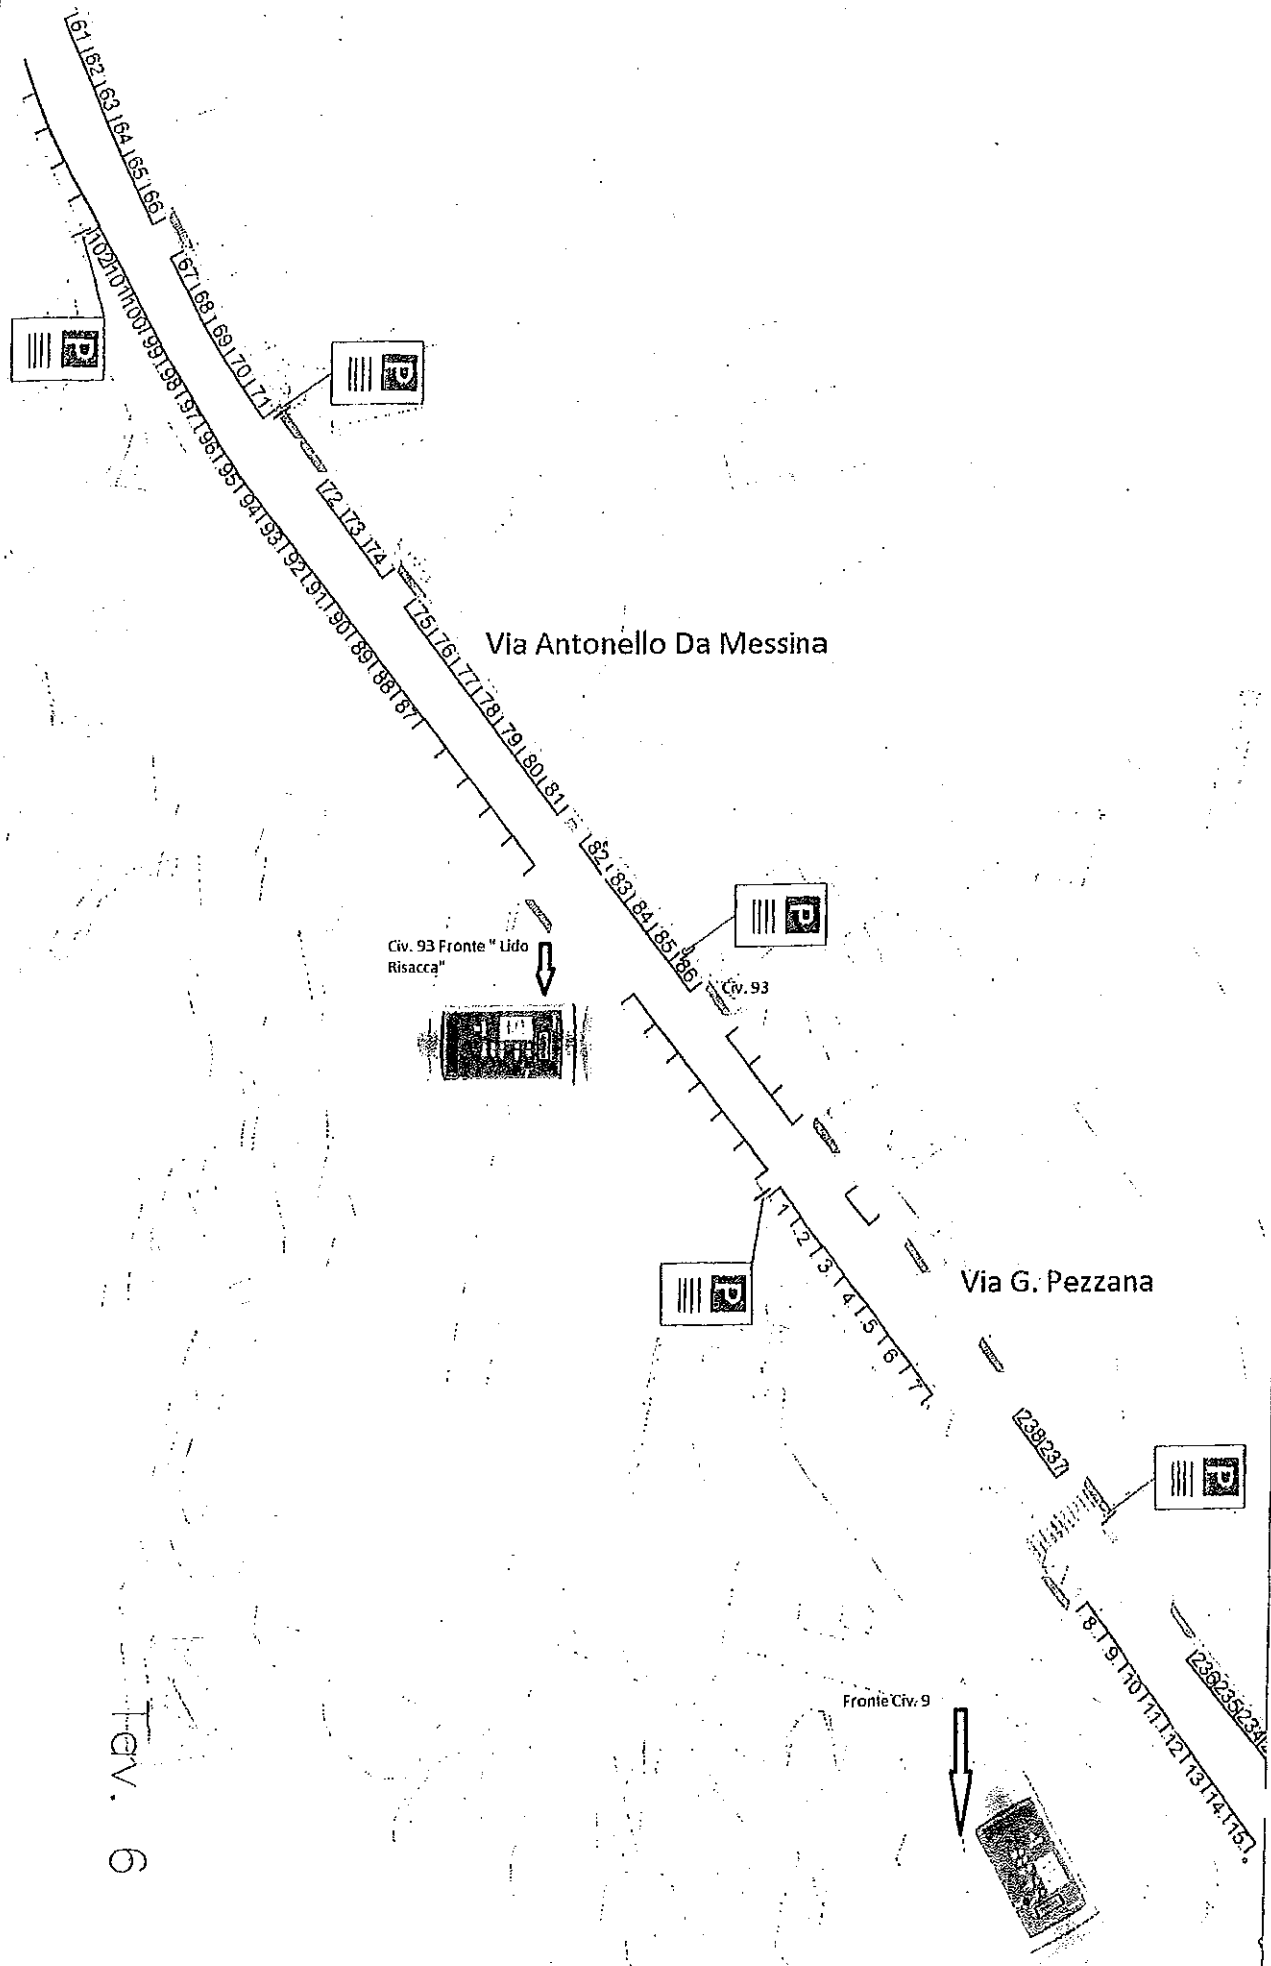 61 62 63 64 65 66
67 68 69 70 71
72 73 74
75 76 77 78 79 80 81
82 83 84 85 86
102 101 100 99 98 97 96 95 94 93 92 91 90 89 88 87
P
P
Via Antonello Da Messina
P
Civ. 93 Fronte " Lido
Risacca"
Civ. 93
1 2 3 4 5 6 7
P
Via G. Pezzana
238 237
P
8 9 10 11 12 13 14 15
236 235 234
Fronte Civ. 9
Tav. 6